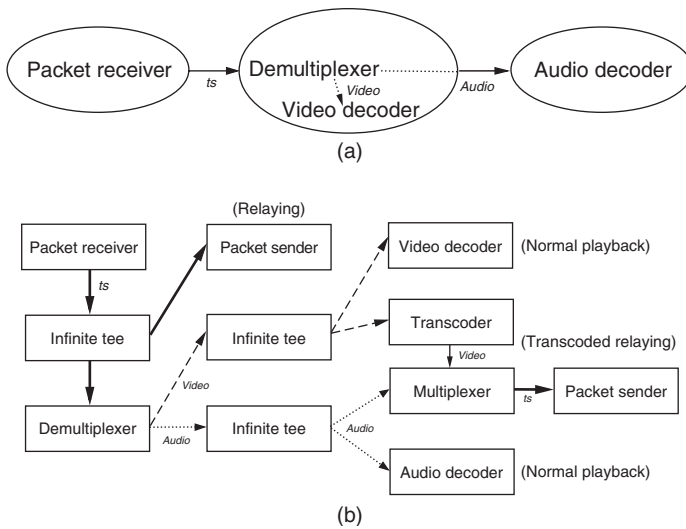 Packet receiver
ts
Demultiplexer
Video
Video decoder
Audio
Audio decoder
(a)
(Relaying)
Packet receiver
Packet sender
Video decoder
(Normal playback)
ts
Infinite tee
Infinite tee
Transcoder
Video
(Transcoded relaying)
Video
Multiplexer
ts
Packet sender
Demultiplexer
Audio
Infinite tee
Audio
Audio decoder
(Normal playback)
(b)